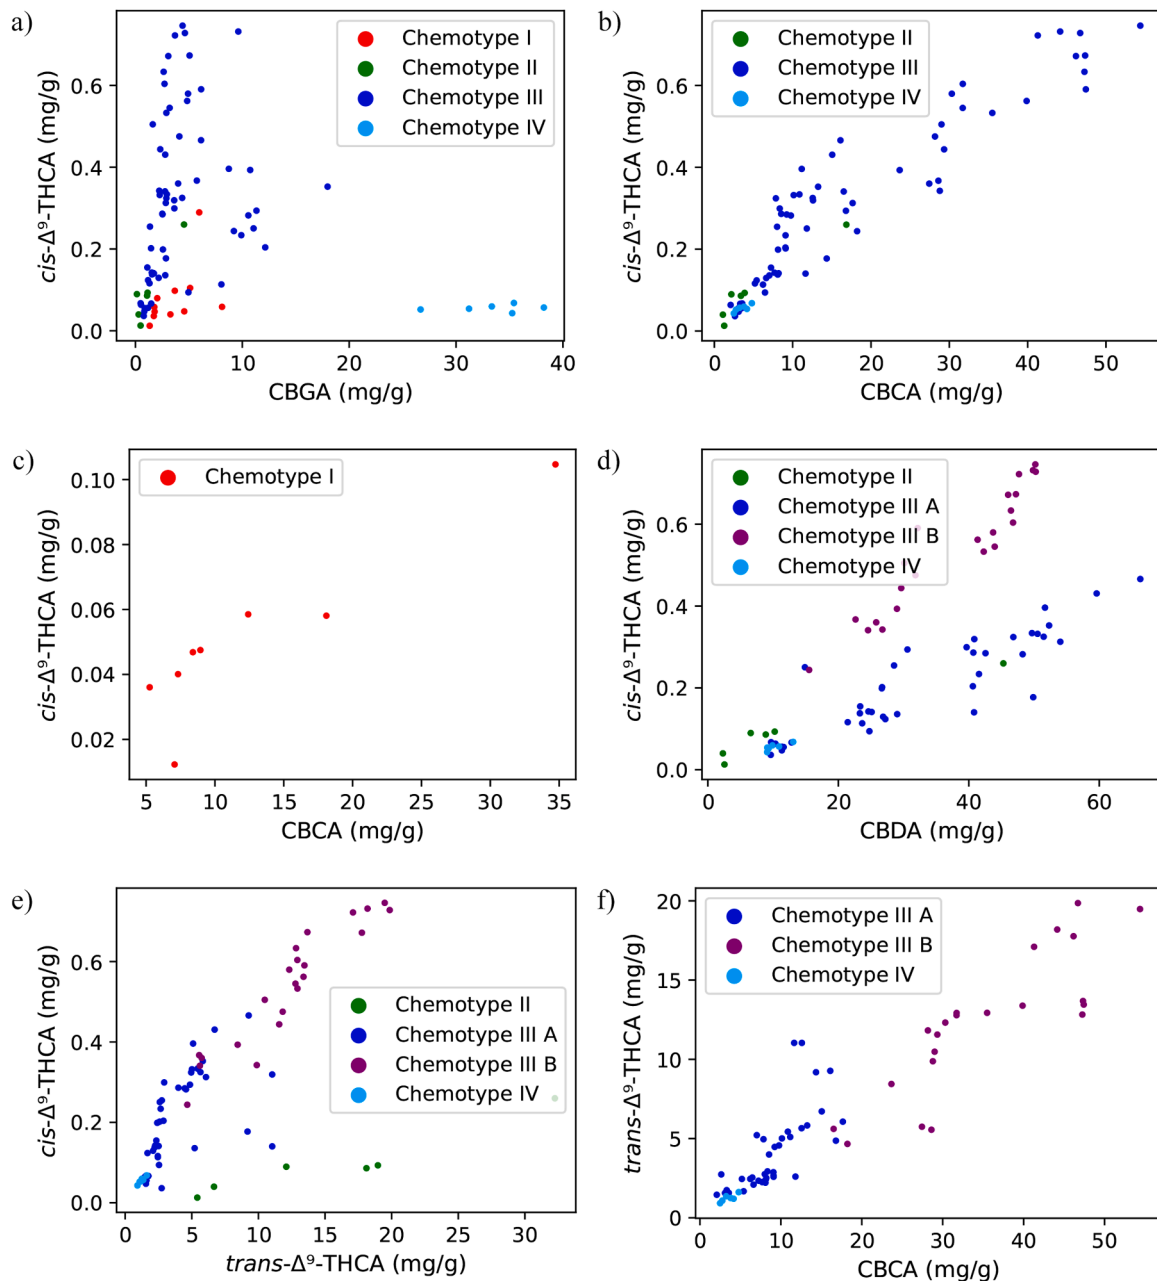 a)
cis-Δ⁹-THCA (mg/g)
0.6
0.4
0.2
0.0
Chemotype I
Chemotype II
Chemotype III
Chemotype IV
0 10 20 30 40
CBGA (mg/g)
b)
cis-Δ⁹-THCA (mg/g)
0.6
0.4
0.2
0.0
Chemotype II
Chemotype III
Chemotype IV
0 10 20 30 40 50
CBCA (mg/g)
c)
cis-Δ⁹-THCA (mg/g)
0.10
0.08
0.06
0.04
0.02
Chemotype I
5 10 15 20 25 30 35
CBCA (mg/g)
d)
cis-Δ⁹-THCA (mg/g)
0.6
0.4
0.2
0.0
Chemotype II
Chemotype III A
Chemotype III B
Chemotype IV
0 20 40 60
CBDA (mg/g)
e)
cis-Δ⁹-THCA (mg/g)
0.6
0.4
0.2
0.0
Chemotype II
Chemotype III A
Chemotype III B
Chemotype IV
0 5 10 15 20 25 30
trans-Δ⁹-THCA (mg/g)
f)
trans-Δ⁹-THCA (mg/g)
20
15
10
5
0
Chemotype III A
Chemotype III B
Chemotype IV
0 10 20 30 40 50
CBCA (mg/g)